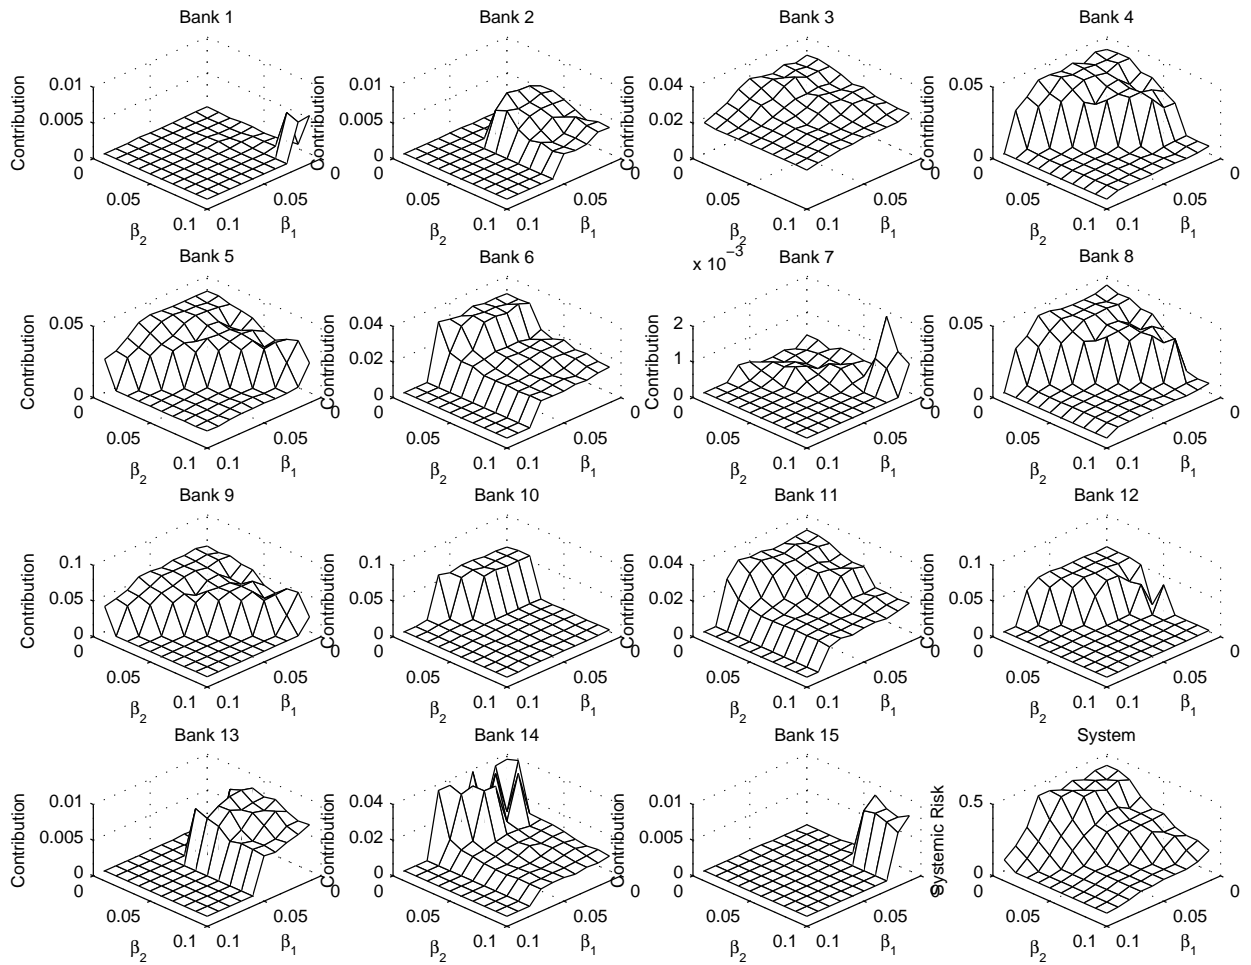 Bank 1
Bank 2
Bank 3
Bank 4
0.01
0.005
0
0
0.05
0.1
0.1
0.05
Contribution
β2
β1
0.01
0.005
0
0
0.05
0.1
0.1
0.05
0
Contribution
β2
β1
0.04
0.02
0
0
0.05
0.1
0.1
0.05
0
Contribution
β2
β1
0.05
0
0
0.05
0.1
0.1
0.05
0
Contribution
β2
β1
Bank 5
Bank 6
Bank 7
Bank 8
0.05
0
0
0.05
0.1
0.1
0.05
0
Contribution
β2
β1
0.04
0.02
0
0
0.05
0.1
0.1
0.05
0
Contribution
β2
β1
x 10−3
2
1
0
0
0.05
0.1
0.1
0.05
0
Contribution
β2
β1
0.05
0
0
0.05
0.1
0.1
0.05
0
Contribution
β2
β1
Bank 9
Bank 10
Bank 11
Bank 12
0.1
0.05
0
0
0.05
0.1
0.1
0.05
0
Contribution
β2
β1
0.1
0.05
0
0
0.05
0.1
0.1
0.05
0
Contribution
β2
β1
0.04
0.02
0
0
0.05
0.1
0.1
0.05
0
Contribution
β2
β1
0.1
0.05
0
0
0.05
0.1
0.1
0.05
0
Contribution
β2
β1
Bank 13
Bank 14
Bank 15
System
0.01
0.005
0
0
0.05
0.1
0.1
0.05
0
Contribution
β2
β1
0.04
0.02
0
0
0.05
0.1
0.1
0.05
0
Contribution
β2
β1
0.01
0.005
0
0
0.05
0.1
0.1
0.05
0
Contribution
β2
β1
0.5
0
0
0.05
0.1
0.1
0.05
0
Systemic Risk
β2
β1